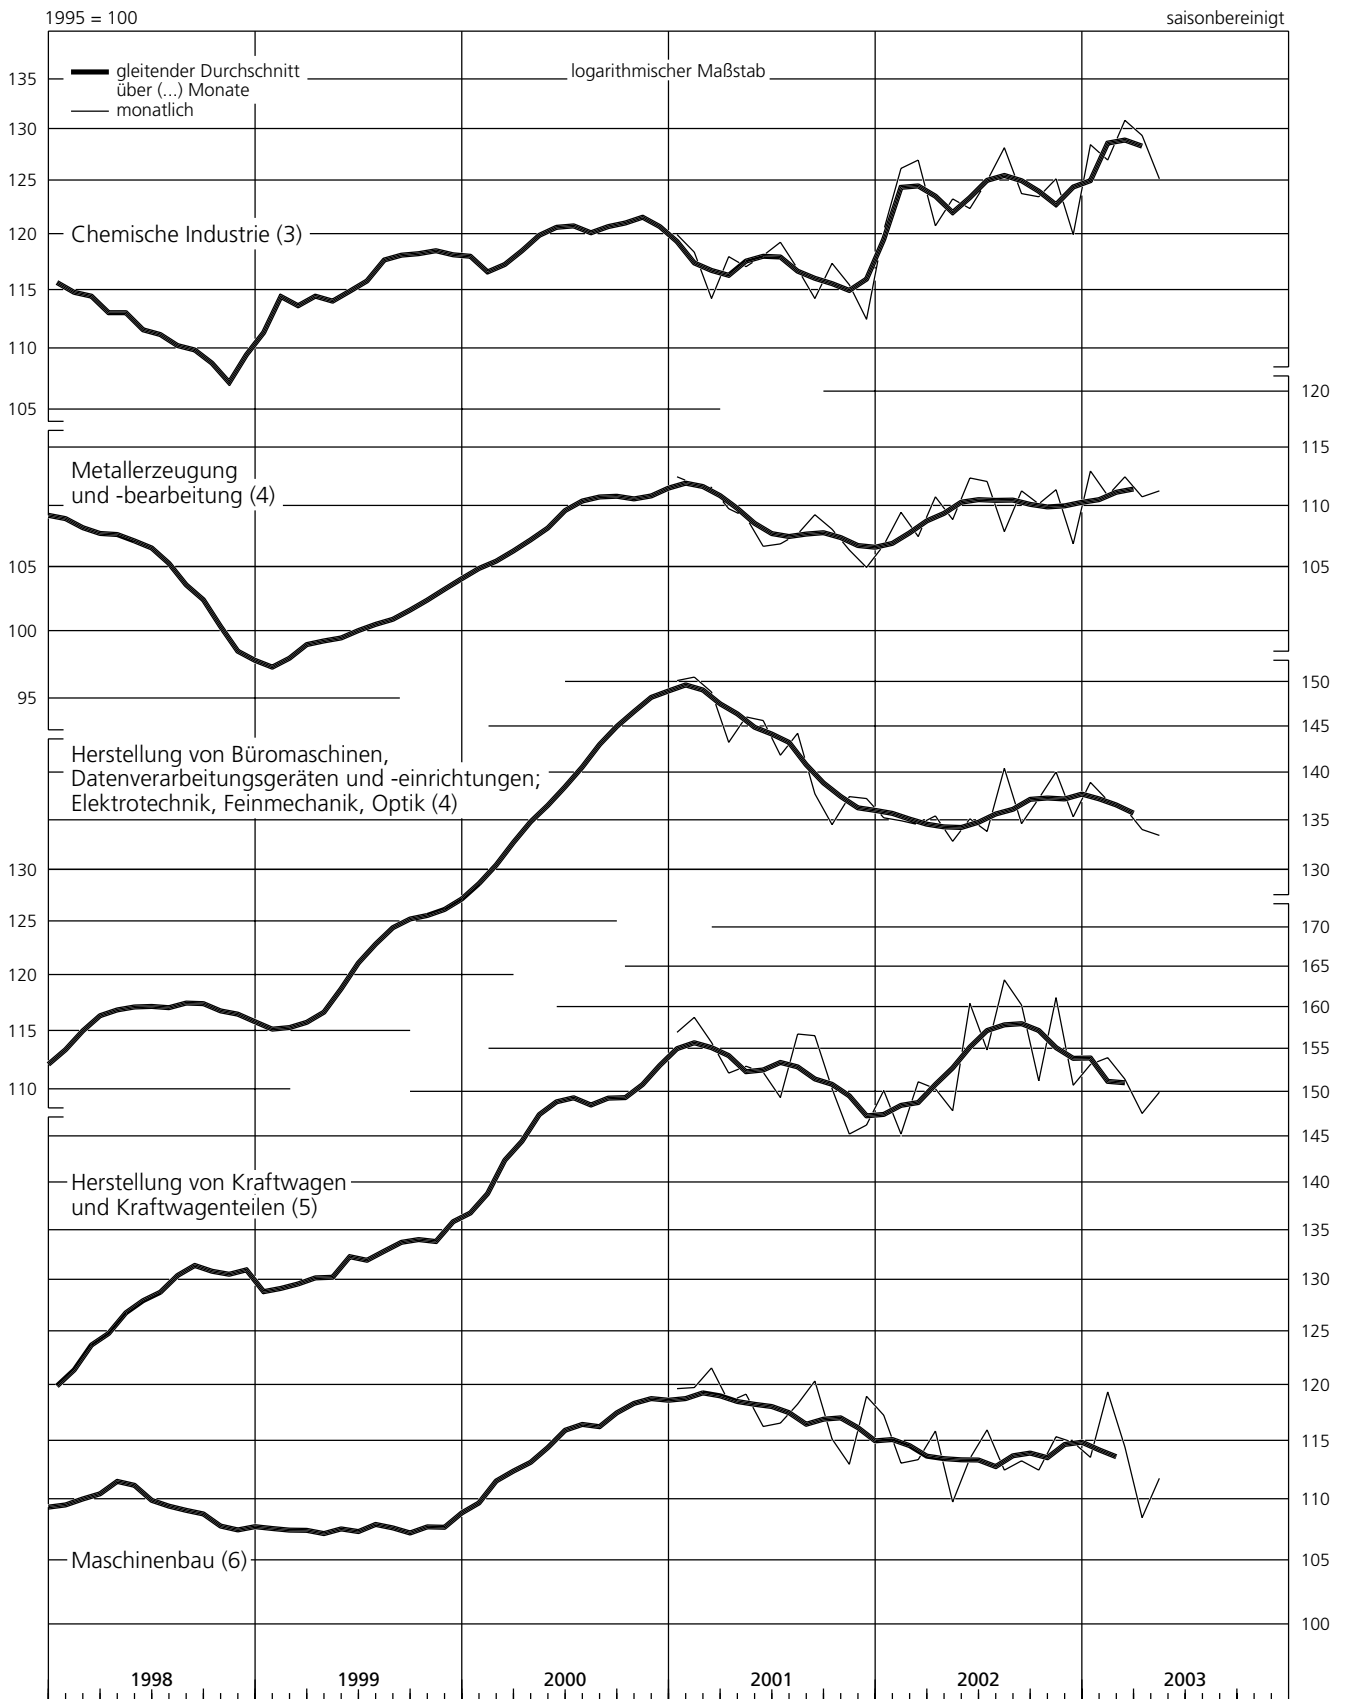 1995 = 100
saisonbereinigt
gleitender Durchschnitt
über (...) Monate
monatlich
logarithmischer Maßstab
135
130
125
120
115
110
105
Chemische Industrie (3)
120
115
110
105
Metallerzeugung
und -bearbeitung (4)
105
100
95
150
145
140
135
130
Herstellung von Büromaschinen,
Datenverarbeitungsgeräten und -einrichtungen;
Elektrotechnik, Feinmechanik, Optik (4)
130
125
120
115
110
170
165
160
155
150
145
140
135
130
125
120
115
110
105
100
Herstellung von Kraftwagen
und Kraftwagenteilen (5)
Maschinenbau (6)
1998 1999 2000 2001 2002 2003